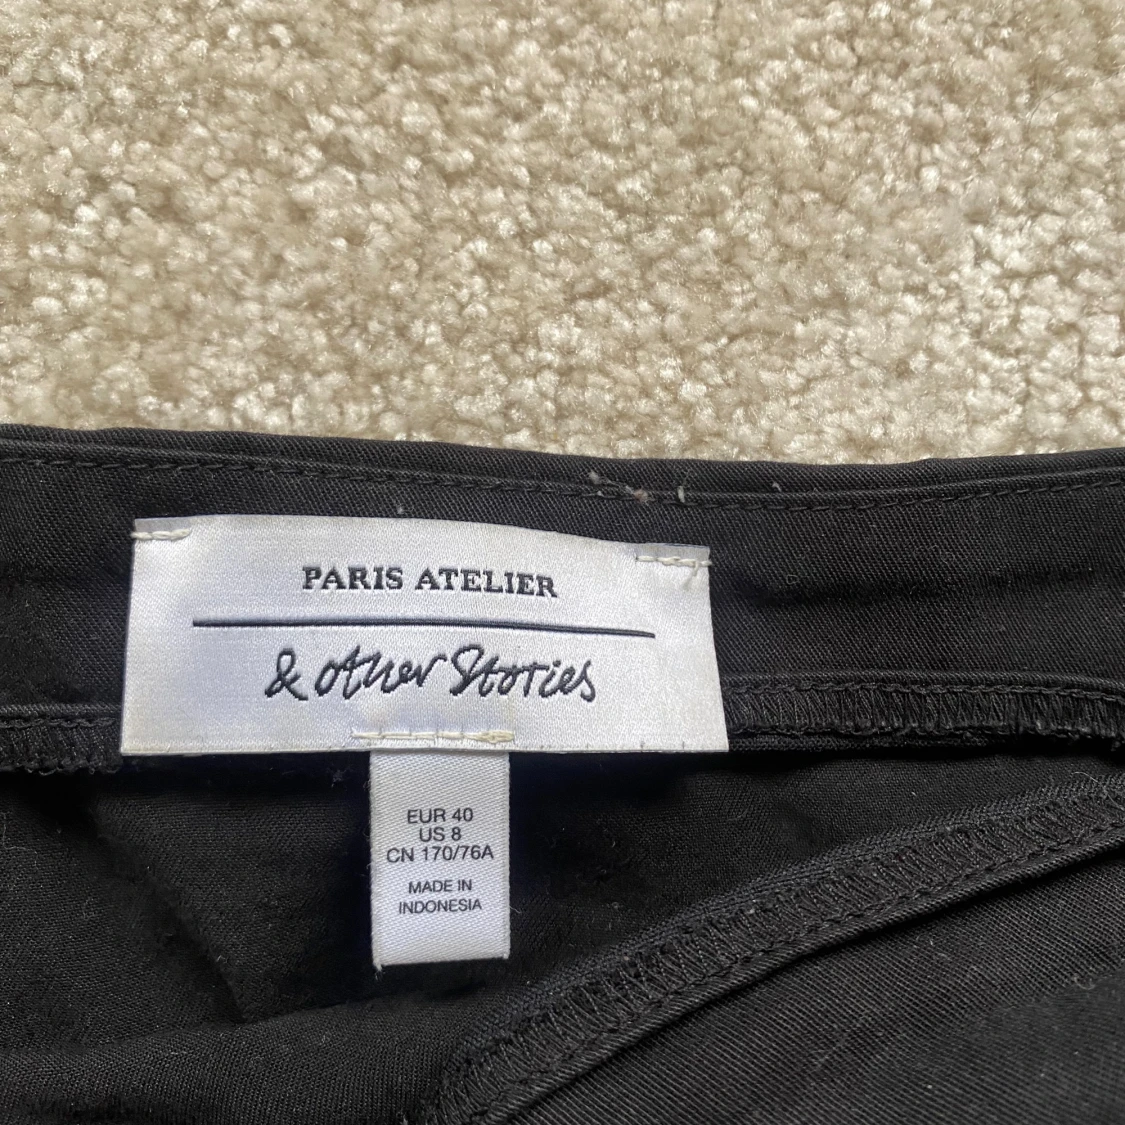 PARIS ATELIER
& other Stories
EUR 40
US 8
CN 170/76A
MADE IN
INDONESIA